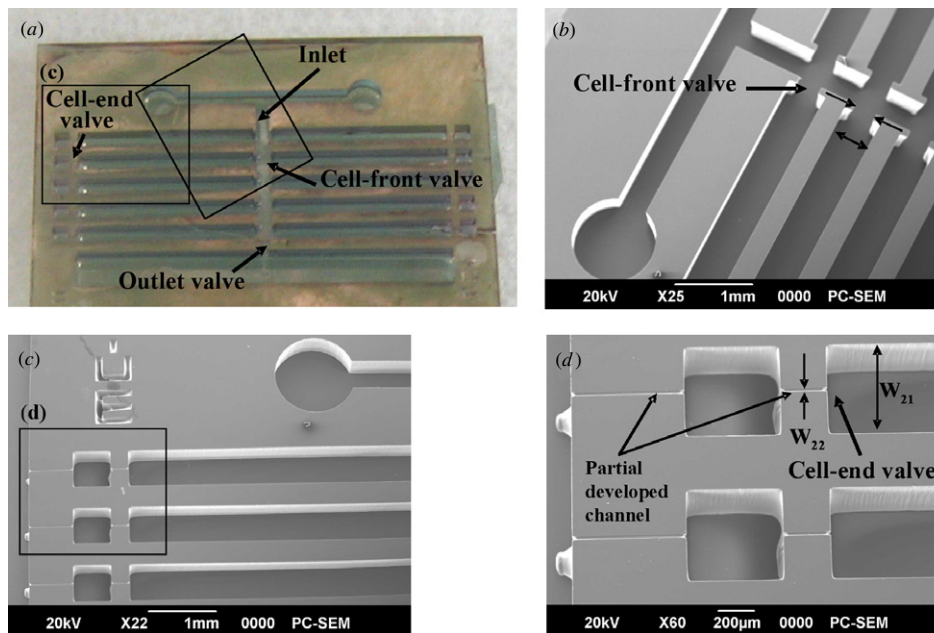 (a)
(c)
Inlet
Cell-end
valve
Cell-front valve
Outlet valve
(b)
Cell-front valve
20kV X25 1mm 0000 PC-SEM
(c)
(d)
20kV X22 1mm 0000 PC-SEM
(d)
W21
W22
Partial
developed
channel
Cell-end valve
20kV X60 200µm 0000 PC-SEM